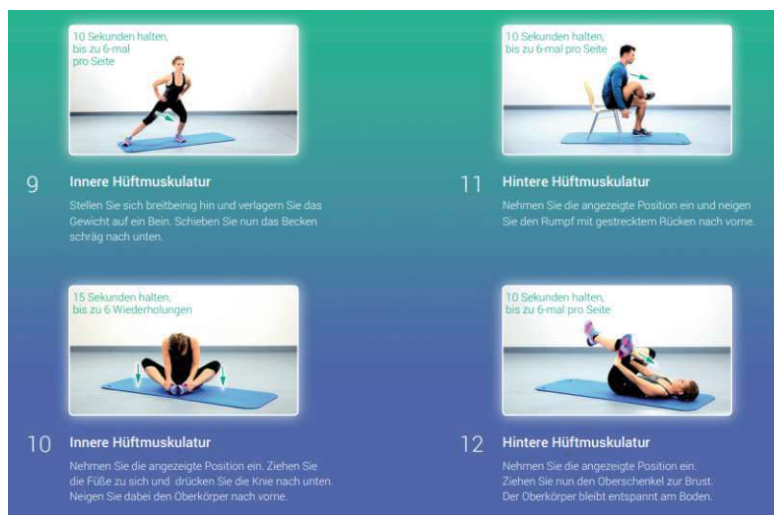 10 Sekunden halten,
bis zu 6-mal
pro Seite
9
Innere Hüftmuskulatur
Stellen Sie sich breitbeinig hin und verlagern Sie das
Gewicht auf ein Bein. Schieben Sie nun das Becken
schräg nach unten.
15 Sekunden halten,
bis zu 6 Wiederholungen
10
Innere Hüftmuskulatur
Nehmen Sie die angezeigte Position ein. Ziehen Sie
die Füße zu sich und drücken Sie die Knie nach unten.
Neigen Sie dabei den Oberkörper nach vorne.
10 Sekunden halten,
bis zu 6-mal pro Seite
11
Hintere Hüftmuskulatur
Nehmen Sie die angezeigte Position ein und neigen
Sie den Rumpf mit gestrecktem Rücken nach vorne.
10 Sekunden halten,
bis zu 6-mal pro Seite
12
Hintere Hüftmuskulatur
Nehmen Sie die angezeigte Position ein.
Ziehen Sie nun den Oberschenkel zur Brust.
Der Oberkörper bleibt entspannt am Boden.